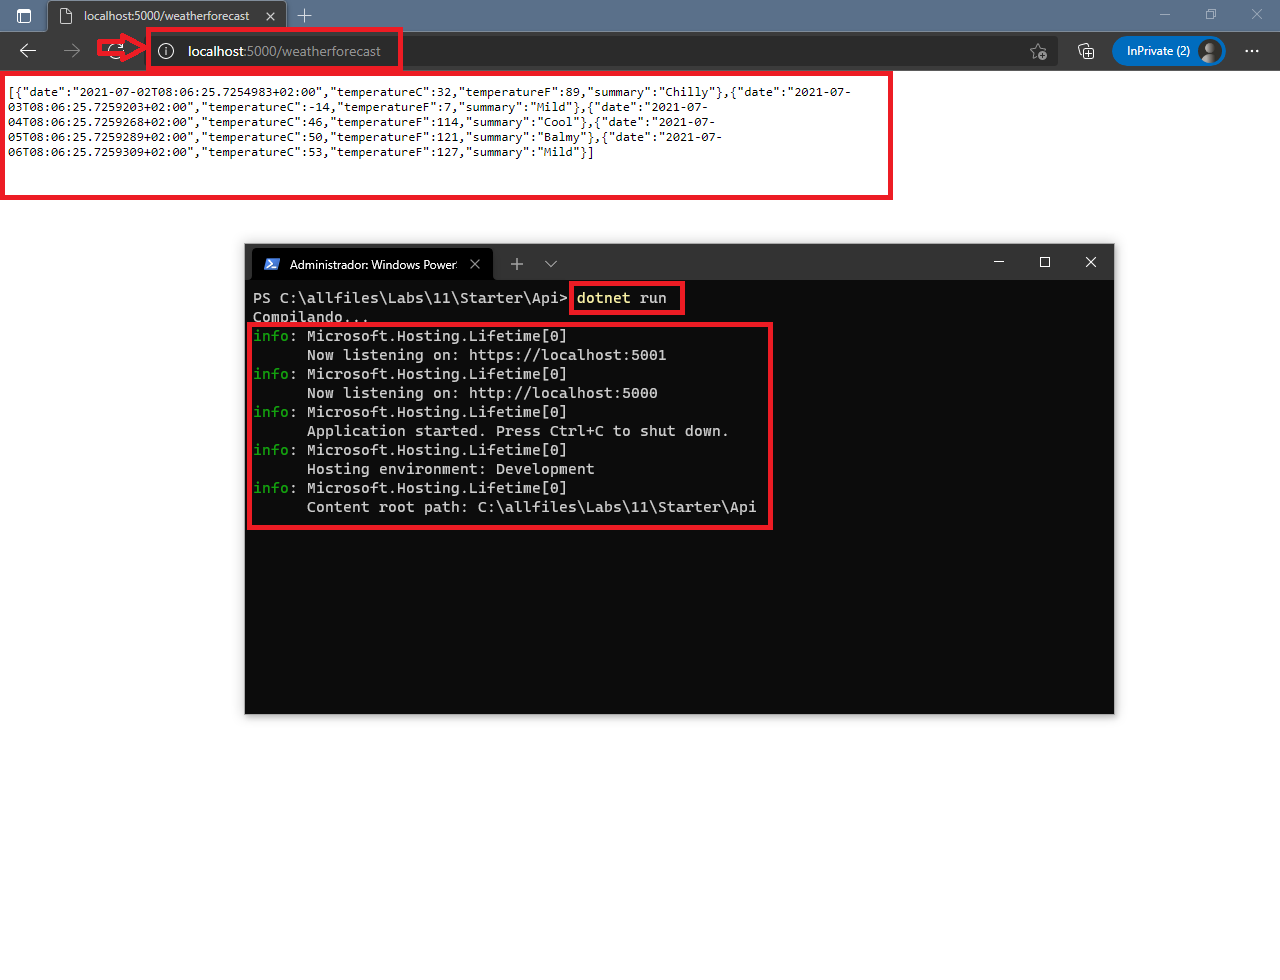 localhost:5000/weatherforecast
localhost:5000/weatherforecast
InPrivate (2)
[{"date":"2021-07-02T08:06:25.7254983+02:00","temperatureC":32,"temperatureF":89,"summary":"Chilly"},{"date":"2021-07-
03T08:06:25.7259203+02:00","temperatureC":-14,"temperatureF":7,"summary":"Mild"},{"date":"2021-07-
04T08:06:25.7259268+02:00","temperatureC":46,"temperatureF":114,"summary":"Cool"},{"date":"2021-07-
05T08:06:25.7259289+02:00","temperatureC":50,"temperatureF":121,"summary":"Balmy"},{"date":"2021-07-
06T08:06:25.7259309+02:00","temperatureC":53,"temperatureF":127,"summary":"Mild"}]
Administrador: Windows Power
PS C:\allfiles\Labs\11\Starter\Api> dotnet run
Compilando...
info: Microsoft.Hosting.Lifetime[0]
Now listening on: https://localhost:5001
info: Microsoft.Hosting.Lifetime[0]
Now listening on: http://localhost:5000
info: Microsoft.Hosting.Lifetime[0]
Application started. Press Ctrl+C to shut down.
info: Microsoft.Hosting.Lifetime[0]
Hosting environment: Development
info: Microsoft.Hosting.Lifetime[0]
Content root path: C:\allfiles\Labs\11\Starter\Api